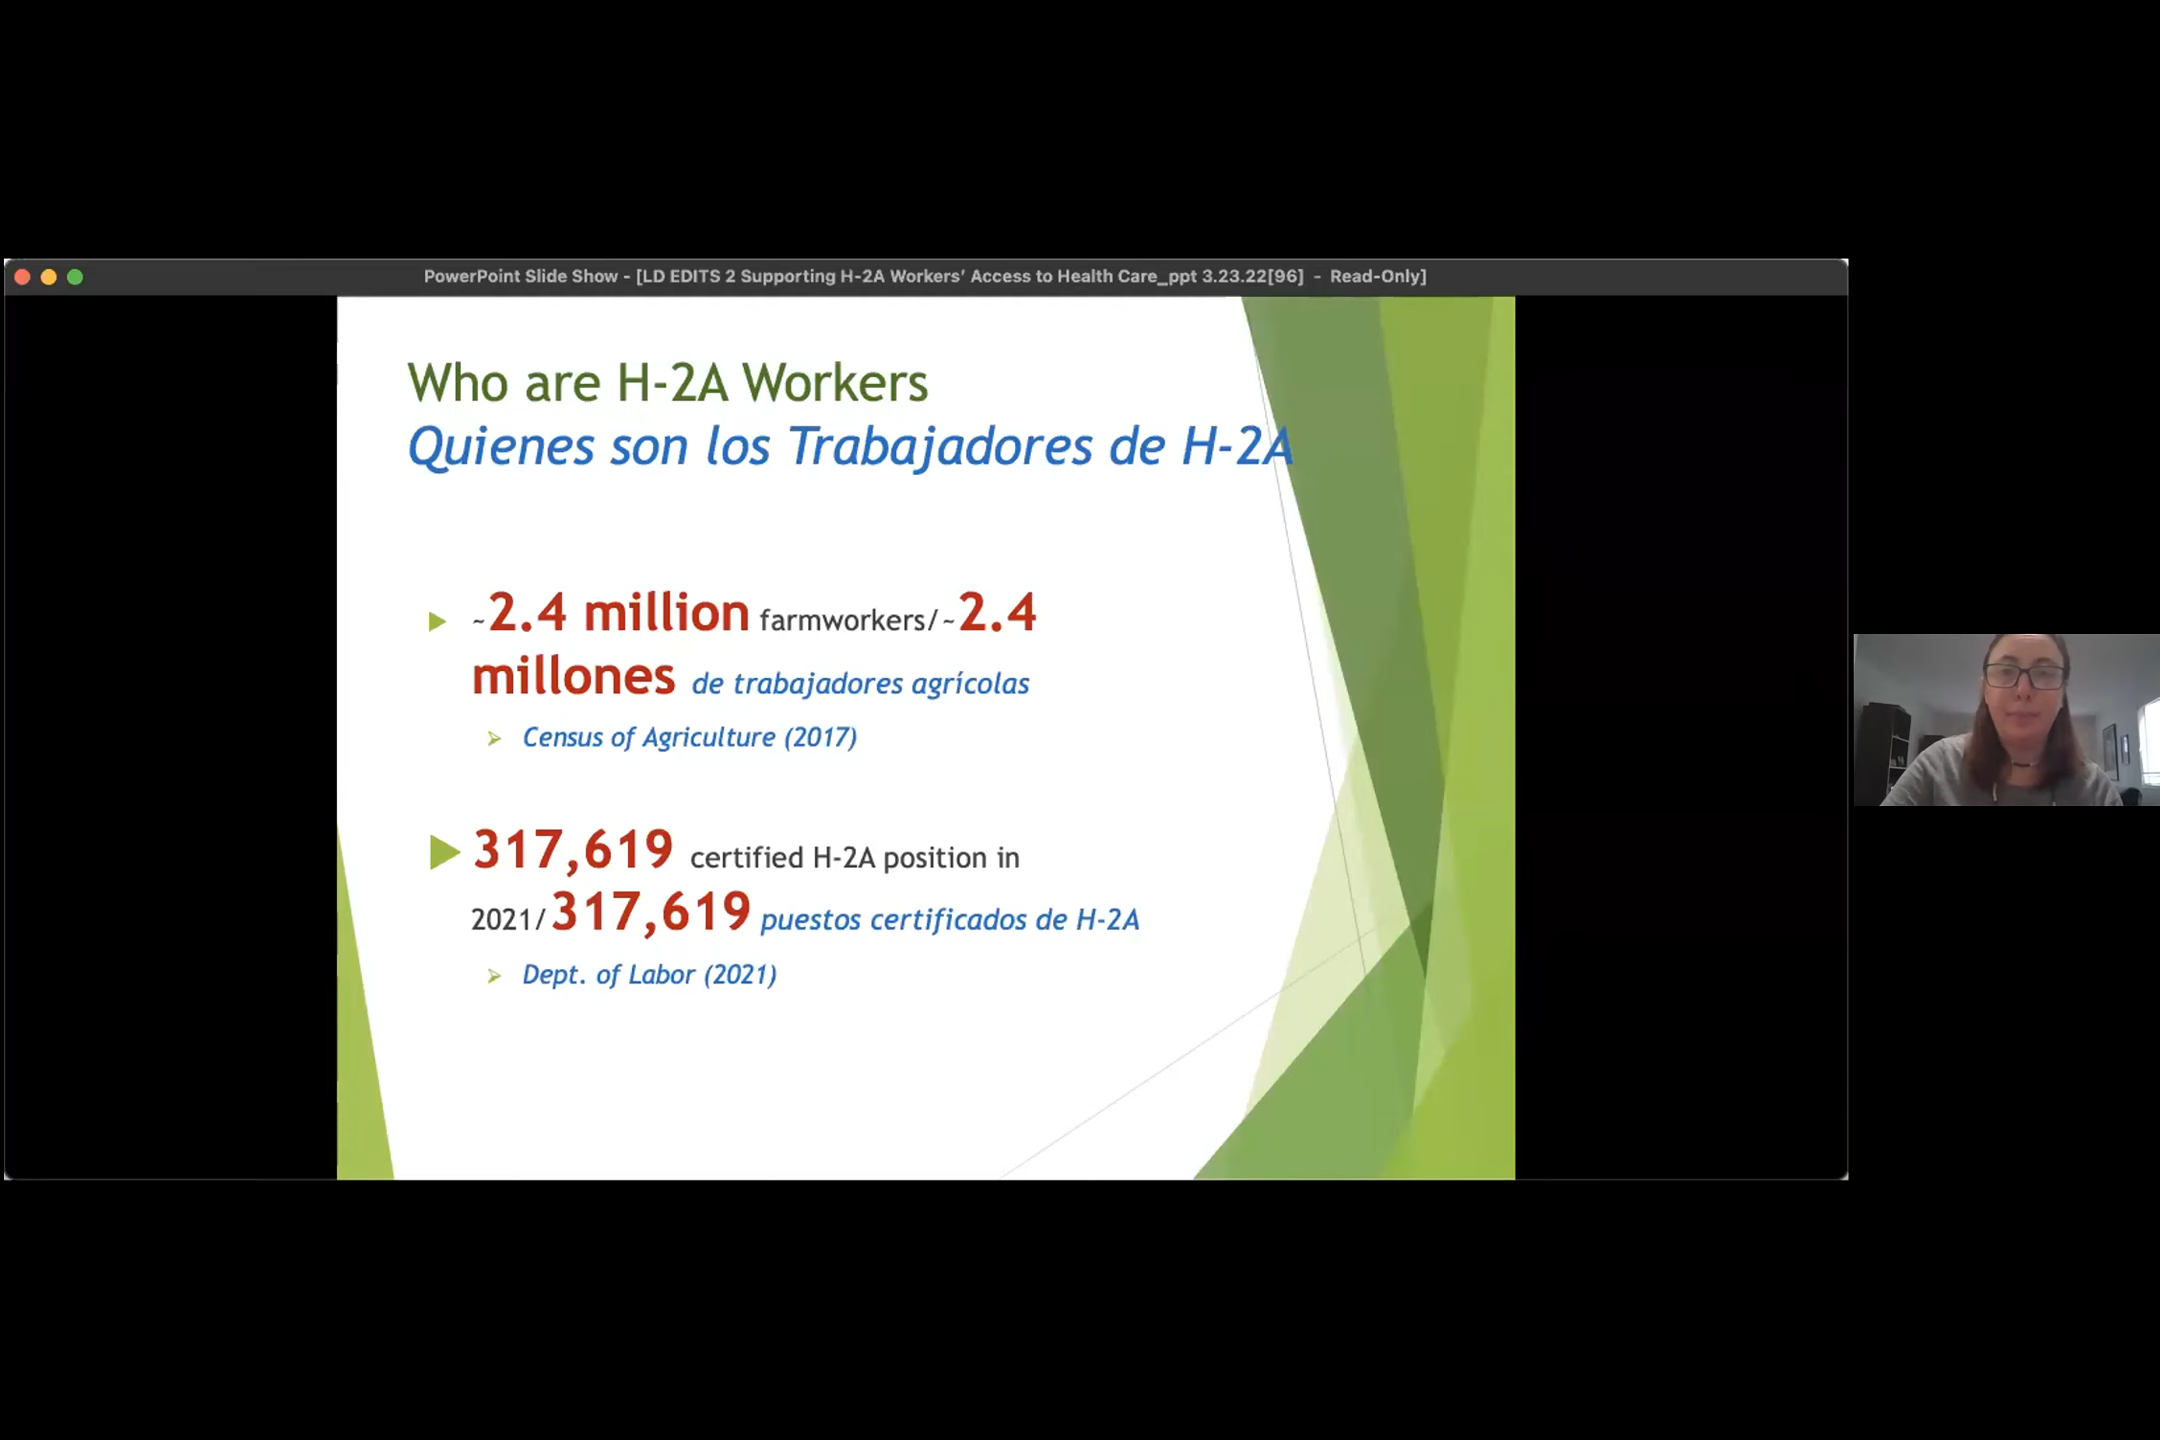 PowerPoint Slide Show - [LD EDITS 2 Supporting H-2A Workers' Access to Health Care_ppt 3.23.22[96] - Read-Only]
Who are H-2A Workers
Quienes son los Trabajadores de H-2A
~2.4 million farmworkers/~2.4
millones de trabajadores agrícolas
Census of Agriculture (2017)
317,619 certified H-2A position in
2021/317,619 puestos certificados de H-2A
Dept. of Labor (2021)